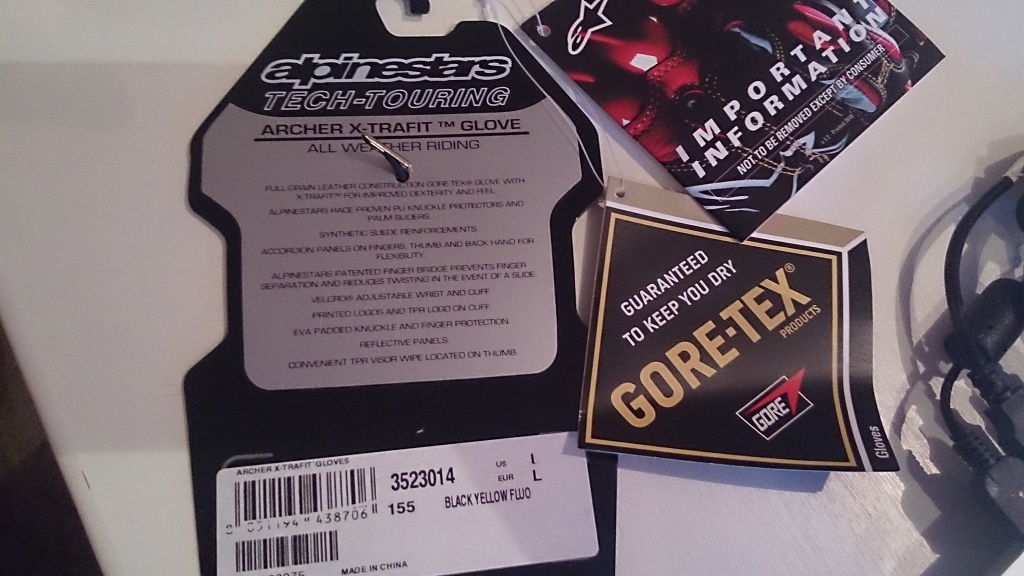 alpinestars
TECH-TOURING
ARCHER X-TRAFIT™ GLOVE
ALL WEATHER RIDING
FULL-GRAIN LEATHER CONSTRUCTION GORE-TEX® GLOVE WITH
X-TRAFIT™ FOR IMPROVED DEXTERITY AND FEEL.
ALPINESTARS RACE PROVEN PU KNUCKLE PROTECTORS AND
PALM SLIDERS.
SYNTHETIC SUEDE REINFORCEMENTS.
ACCORDION PANELS ON FINGERS, THUMB AND BACK HAND FOR
FLEXIBILITY.
ALPINESTARS PATENTED FINGER BRIDGE PREVENTS FINGER
SEPARATION AND REDUCES TWISTING IN THE EVENT OF A SLIDE.
VELCRO® ADJUSTABLE WRIST AND CUFF.
PRINTED LOGOS AND TPR LOGO ON CUFF.
EVA PADDED KNUCKLE AND FINGER PROTECTION.
REFLECTIVE PANELS.
CONVENIENT TPR VISOR WIPE LOCATED ON THUMB.
ARCHER X-TRAFIT GLOVES
3523014
US L
EUR L
155
BLACK YELLOW FLUO
8 051194 438706
MADE IN CHINA
IMPORTANT
INFORMATION
NOT TO BE REMOVED EXCEPT BY CONSUMER
GUARANTEED
TO KEEP YOU DRY
GORE-TEX®
PRODUCTS
GORE
Gloves